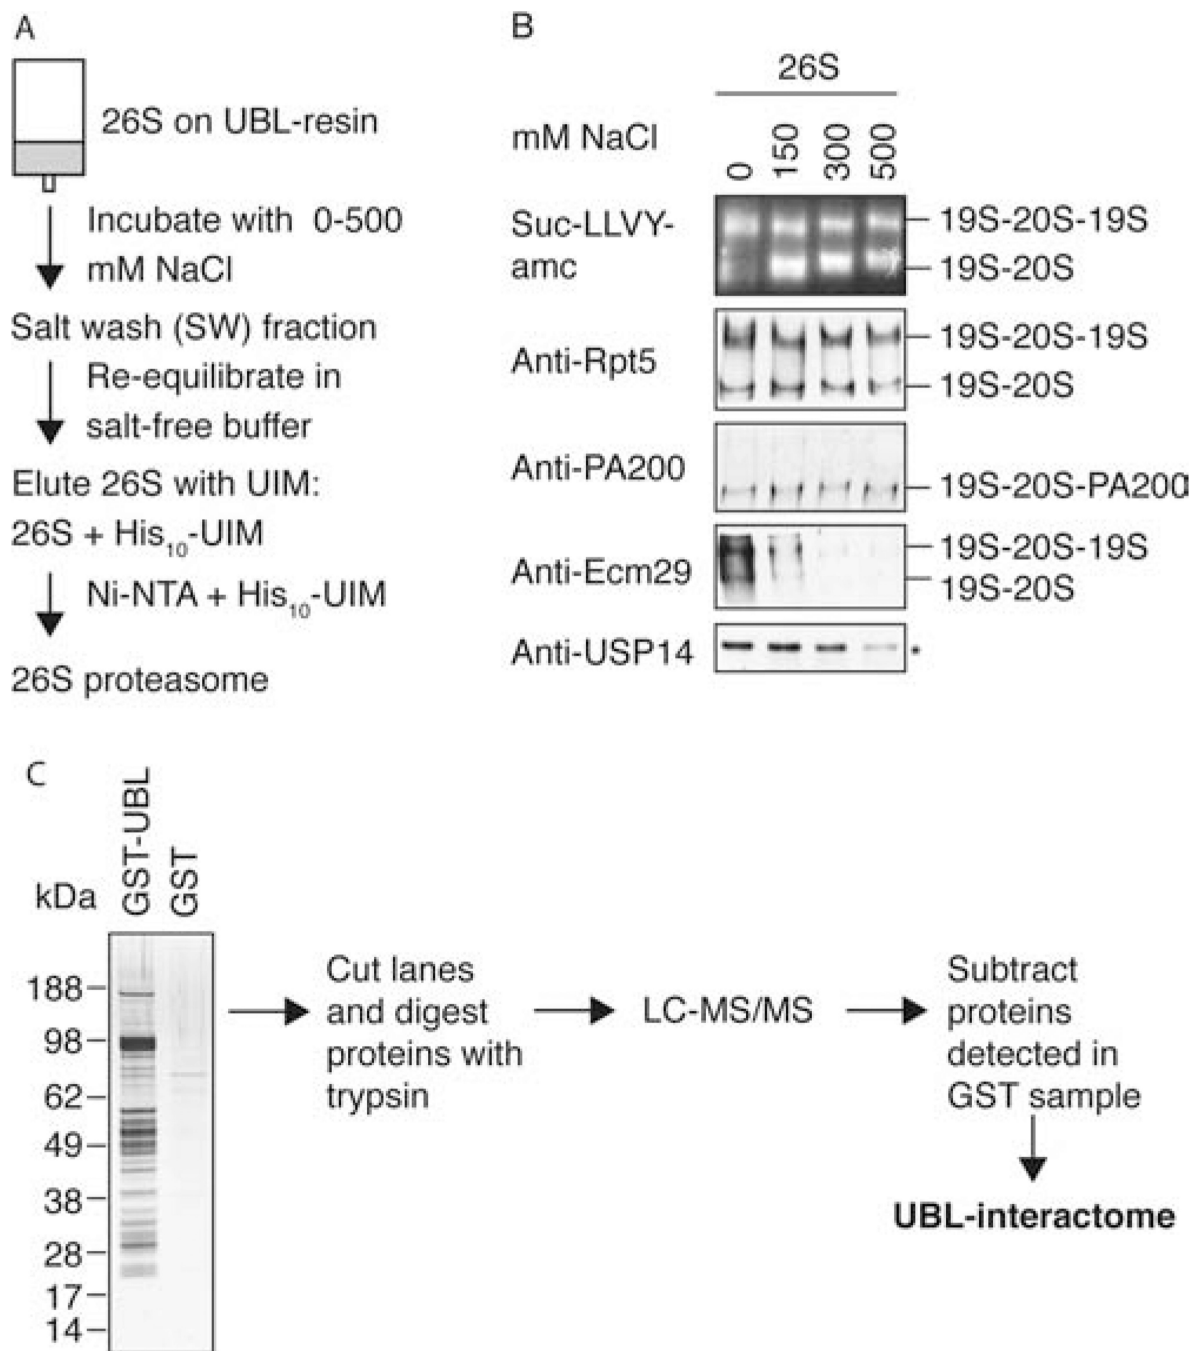 A
26S on UBL-resin
Incubate with 0-500
mM NaCl
Salt wash (SW) fraction
Re-equilibrate in
salt-free buffer
Elute 26S with UIM:
26S + His10-UIM
Ni-NTA + His10-UIM
26S proteasome
B
26S
mM NaCl
0
150
300
500
Suc-LLVY-
amc
19S-20S-19S
19S-20S
Anti-Rpt5
19S-20S-19S
19S-20S
Anti-PA200
19S-20S-PA200
Anti-Ecm29
19S-20S-19S
19S-20S
Anti-USP14
*
C
GST-UBL
GST
kDa
188
98
62
49
38
28
17
14
Cut lanes
and digest
proteins with
trypsin
LC-MS/MS
Subtract
proteins
detected in
GST sample
UBL-interactome